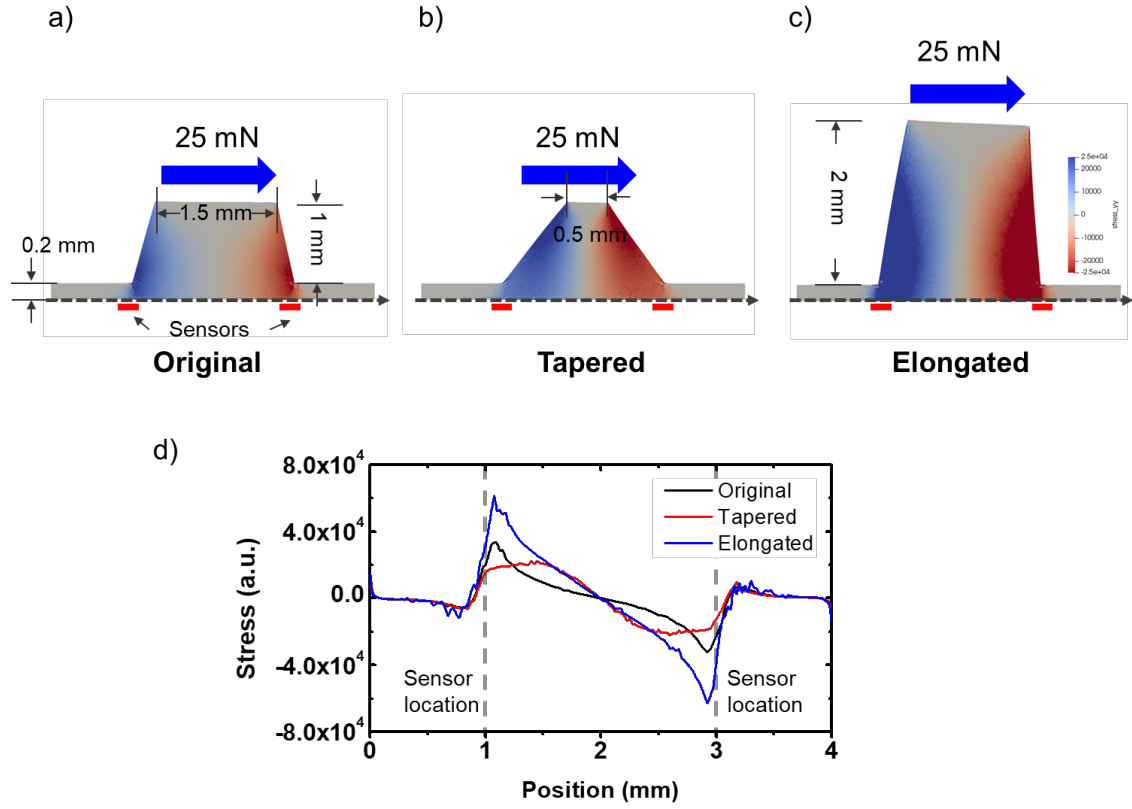 a)
b)
c)
25 mN
25 mN
25 mN
1.5 mm
1 mm
0.2 mm
Sensors
0.5 mm
2 mm
2.5e+04
20000
10000
0
-10000
-20000
-2.5e+04
stress_yy
Original
Tapered
Elongated
d)
8.0x10⁴
4.0x10⁴
0.0
-4.0x10⁴
-8.0x10⁴
Stress (a.u.)
Original
Tapered
Elongated
Sensor
location
Sensor
location
0
1
2
3
4
Position (mm)